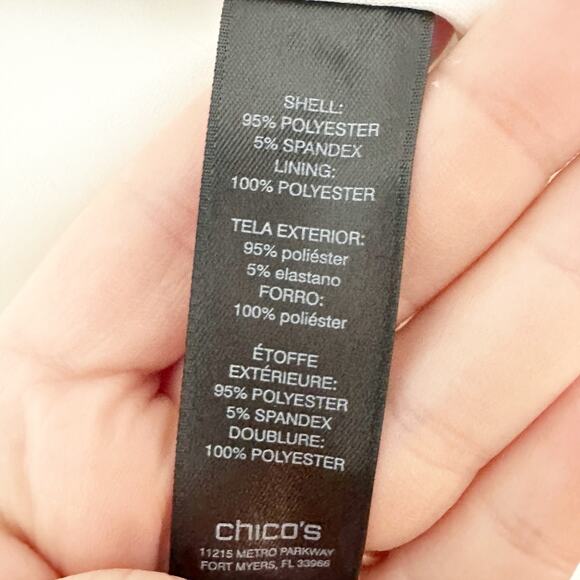 SHELL:
95% POLYESTER
5% SPANDEX
LINING:
100% POLYESTER
TELA EXTERIOR:
95% poliéster
5% elastano
FORRO:
100% poliéster
ÉTOFFE
EXTÉRIEURE:
95% POLYESTER
5% SPANDEX
DOUBLURE:
100% POLYESTER
chico's
11215 METRO PARKWAY
FORT MYERS, FL 33966